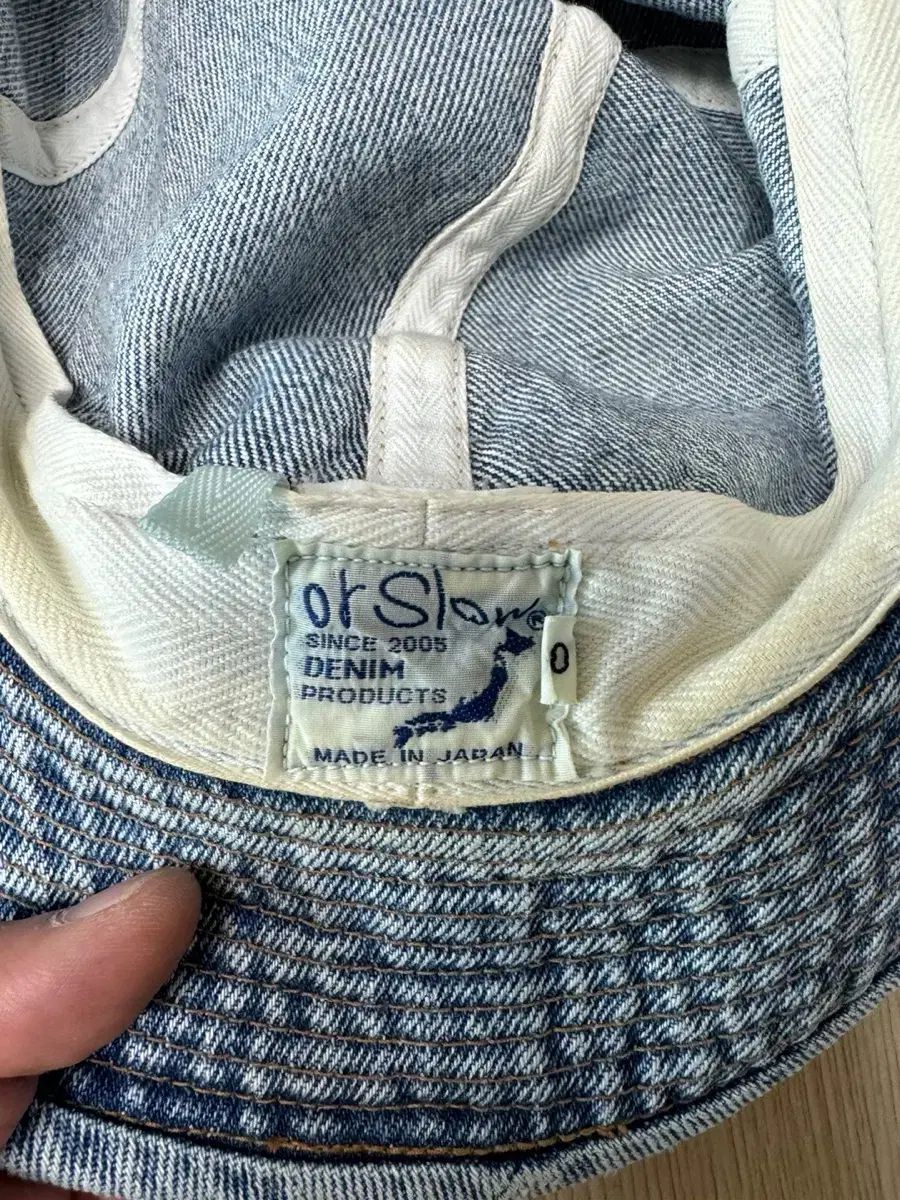 orSlow®
SINCE 2005
DENIM
PRODUCTS
MADE IN JAPAN
0